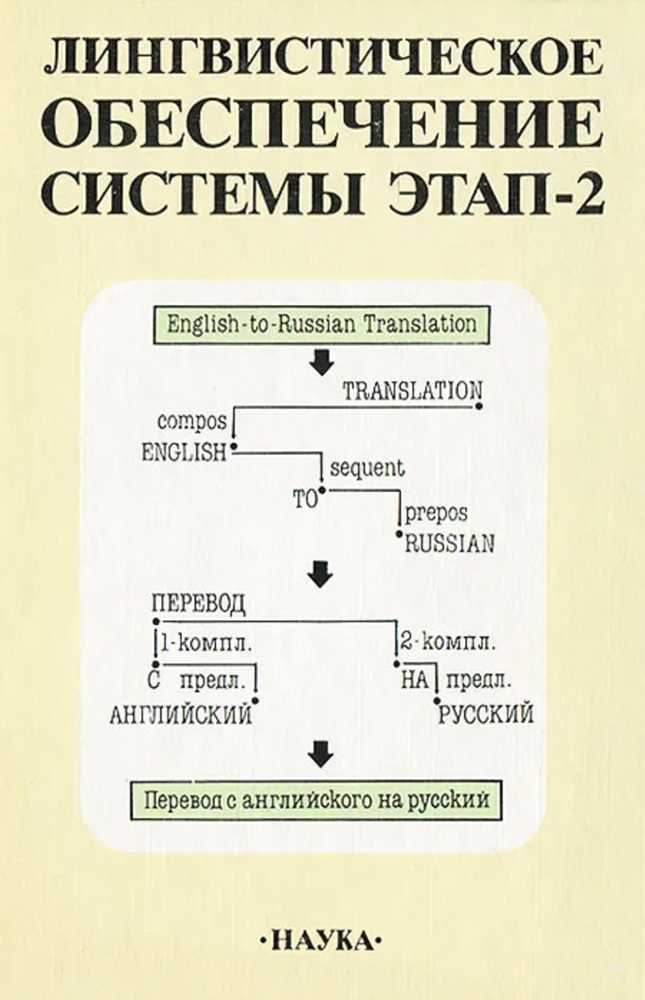 ЛИНГВИСТИЧЕСКОЕ
ОБЕСПЕЧЕНИЕ
СИСТЕМЫ ЭТАП-2
English-to-Russian Translation
TRANSLATION
compos
ENGLISH
sequent
TO
prepos
RUSSIAN
ПЕРЕВОД
1-компл. 2-компл.
С предл. НА предл.
АНГЛИЙСКИЙ РУССКИЙ
Перевод с английского на русский
·НАУКА·